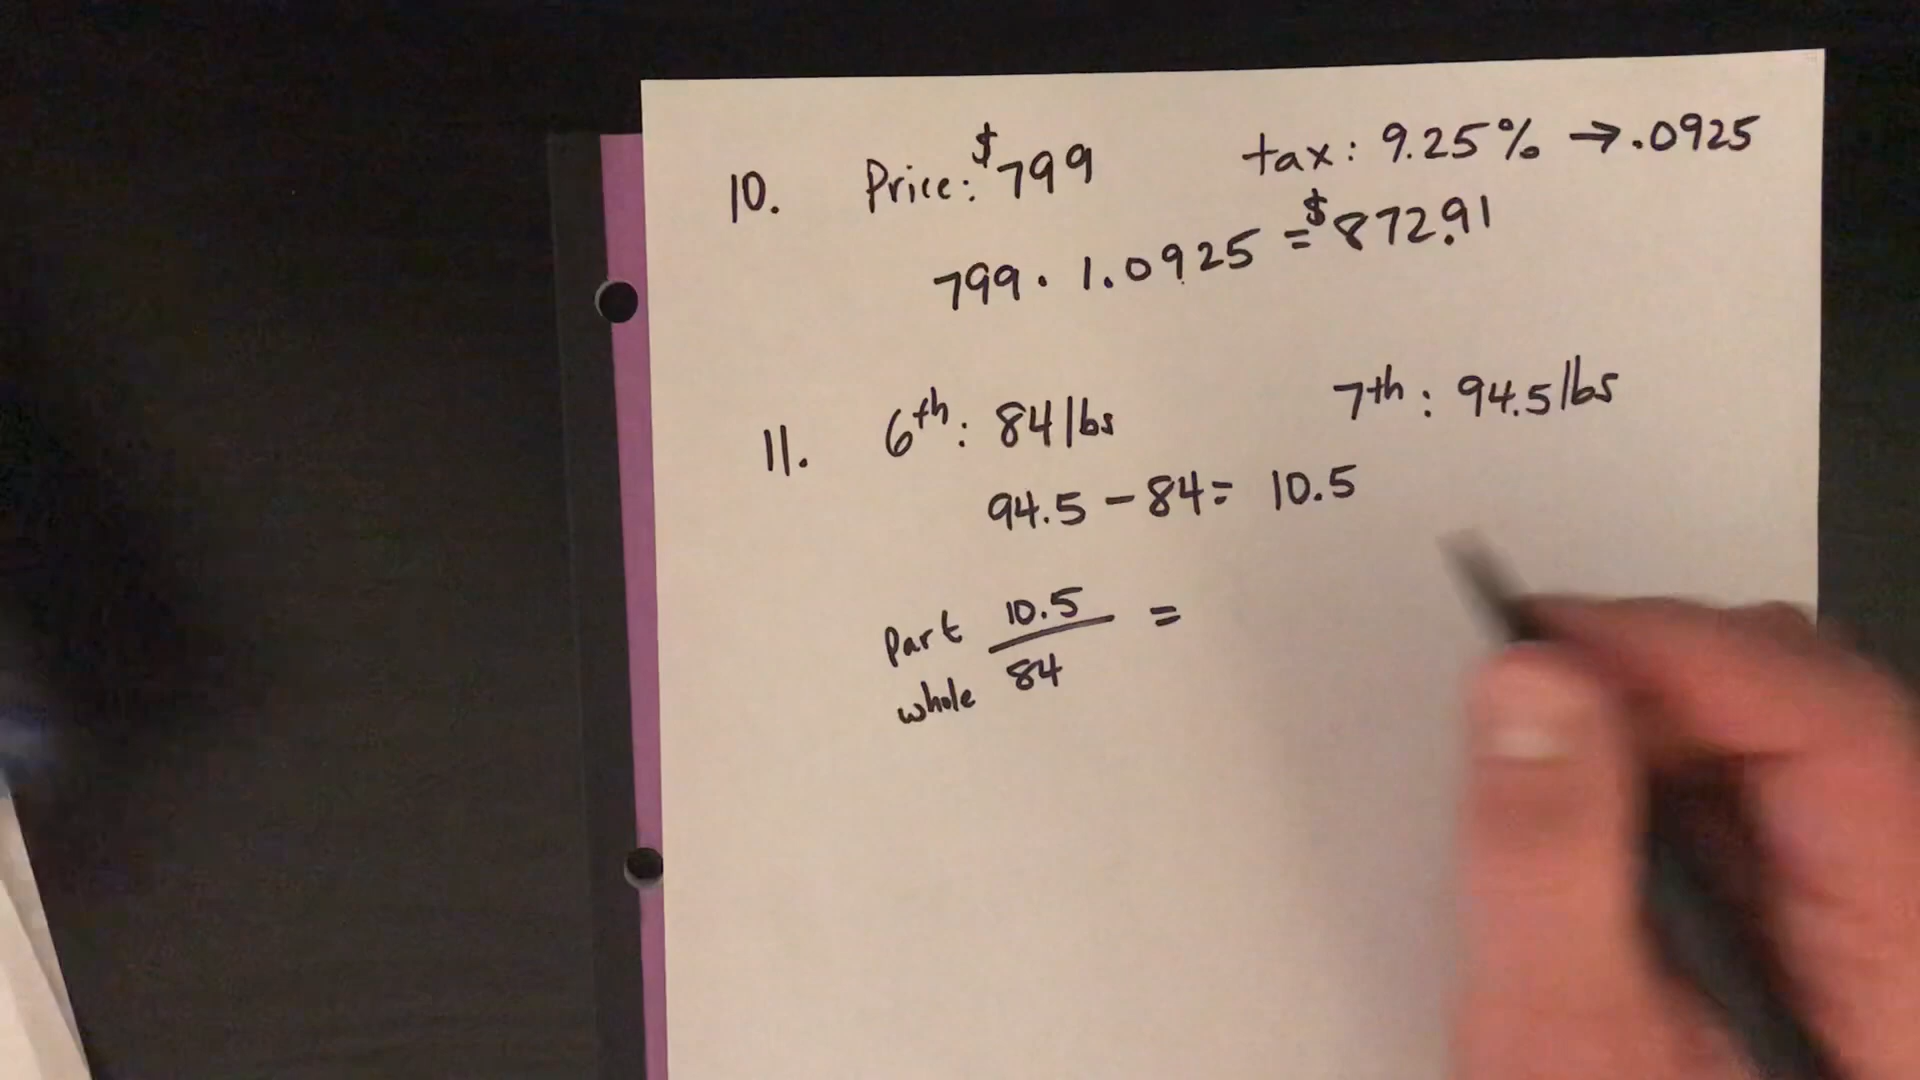 10. Price: $799 tax: 9.25% → .0925
799 · 1.0925 = $872.91
11. 6th: 84 lbs 7th: 94.5 lbs
94.5 - 84 = 10.5
Part 10.5 =
whole 84